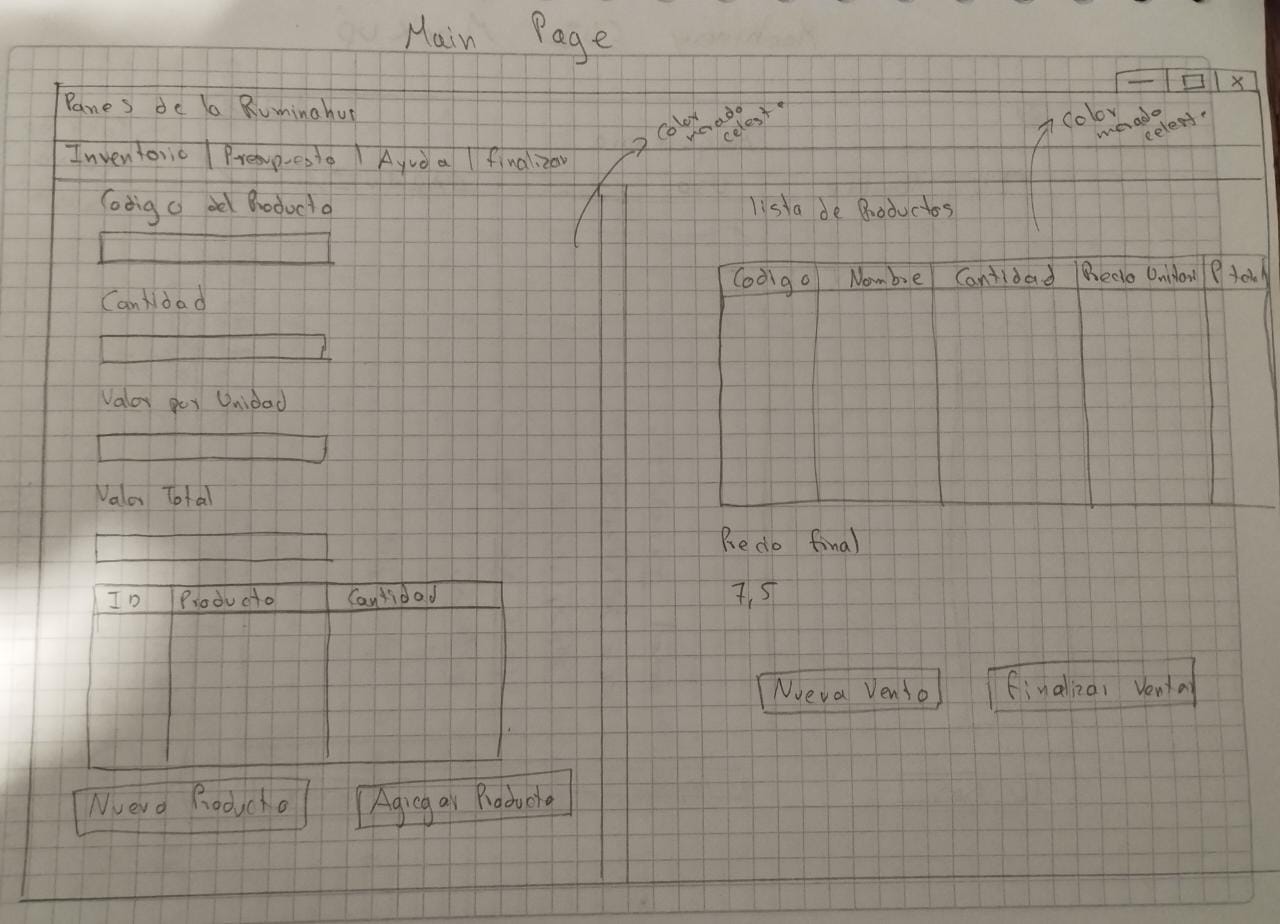 Main Page
Panes de la Ruminahui
Inventario | Presupuesto | Ayuda | finalizar
Color morado celeste
Color morado celeste
Codigo del Producto
Cantidad
Valor por Unidad
Valor Total
ID Producto Cantidad
Nuevo Producto Agregar Producto
lista de Productos
Codigo Nombre Cantidad Precio Unitari P total
Precio final
7,5
Nueva Venta Finalizar Venta